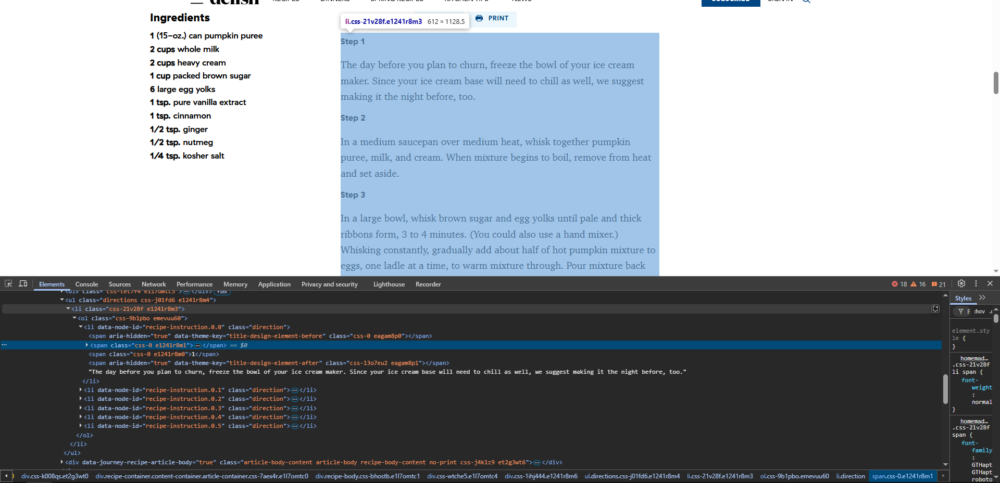 delish RECIPES DINNERS SPRING RECIPES KITCHEN TIPS NEWS SUBSCRIBE SIGN IN
Ingredients
1 (15-oz.) can pumpkin puree
2 cups whole milk
2 cups heavy cream
1 cup packed brown sugar
6 large egg yolks
1 tsp. pure vanilla extract
1 tsp. cinnamon
1/2 tsp. ginger
1/2 tsp. nutmeg
1/4 tsp. kosher salt
li.css-21v28f.e1241r8m3 612 × 1128.5
PRINT
Step 1
The day before you plan to churn, freeze the bowl of your ice cream
maker. Since your ice cream base will need to chill as well, we suggest
making it the night before, too.
Step 2
In a medium saucepan over medium heat, whisk together pumpkin
puree, milk, and cream. When mixture begins to boil, remove from heat
and set aside.
Step 3
In a large bowl, whisk brown sugar and egg yolks until pale and thick
ribbons form, 3 to 4 minutes. (You could also use a hand mixer.)
Whisking constantly, gradually add about half of hot pumpkin mixture to
eggs, one ladle at a time, to warm mixture through. Pour mixture back
Elements Console Sources Network Performance Memory Application Privacy and security Lighthouse Recorder 18 16 21
<ul class="directions css-j01fd6 e1241r8m4">
<li class="css-21v28f e1241r8m3">
<ol class="css-9b1pbo emevuu60">
<li data-node-id="recipe-instruction.0.0" class="direction">
<span aria-hidden="true" data-theme-key="title-design-element-before" class="css-0 eagam8p0"></span>
<span class="css-0 e1241r8m1">…</span> == $0
<span class="css-0 e1241r8m0">1</span>
<span aria-hidden="true" data-theme-key="title-design-element-after" class="css-13o7eu2 eagam8p1"></span>
"The day before you plan to churn, freeze the bowl of your ice cream maker. Since your ice cream base will need to chill as well, we suggest making it the night before, too."
</li>
<li data-node-id="recipe-instruction.0.1" class="direction">…</li>
<li data-node-id="recipe-instruction.0.2" class="direction">…</li>
<li data-node-id="recipe-instruction.0.3" class="direction">…</li>
<li data-node-id="recipe-instruction.0.4" class="direction">…</li>
<li data-node-id="recipe-instruction.0.5" class="direction">…</li>
</ol>
</li>
</ul>
<div data-journey-recipe-article-body="true" class="article-body-content article-body recipe-body-content no-print css-j4k1z9 et2g3wt6">…</div>
Styles
F :hov
element.sty
le {
}
homemad…
.css-21v28f
li span {
font-
weight
:
normal
}
homemad…
.css-21v28f
span {
font-
family
:
GTHapt
GTHapt
roboto
div.css-k008qs.et2g3wt0 div.recipe-container.content-container.article-container.css-7aex4r.e1l7omtc0 div.recipe-body.css-bhostb.e1l7omtc1 div.css-wtche5.e1l7omtc4 div.css-1ihj444.e1241r8m6 ul.directions.css-j01fd6.e1241r8m4 li.css-21v28f.e1241r8m3 ol.css-9b1pbo.emevuu60 li.direction span.css-0.e1241r8m1